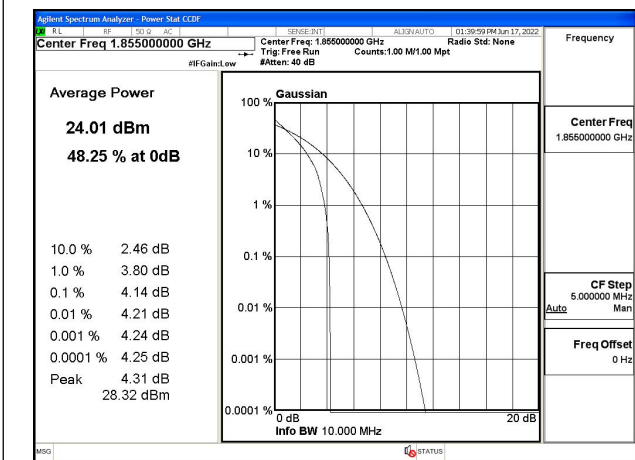 Agilent Spectrum Analyzer - Power Stat CCDF
RL RF 50 Ω AC SENSE:INT ALIGNAUTO 01:39:59 PM Jun 17, 2022
Center Freq 1.855000000 GHz
Center Freq: 1.855000000 GHz Radio Std: None
Trig: Free Run Counts:1.00 M/1.00 Mpt
#IFGain:Low #Atten: 40 dB
Frequency
Average Power
24.01 dBm
48.25 % at 0dB
10.0 % 2.46 dB
1.0 % 3.80 dB
0.1 % 4.14 dB
0.01 % 4.21 dB
0.001 % 4.24 dB
0.0001 % 4.25 dB
Peak 4.31 dB
28.32 dBm
Gaussian
100 %
10 %
1 %
0.1 %
0.01 %
0.001 %
0.0001 %
0 dB 20 dB
Info BW 10.000 MHz
Center Freq
1.855000000 GHz
CF Step
5.000000 MHz
Auto Man
Freq Offset
0 Hz
MSG STATUS